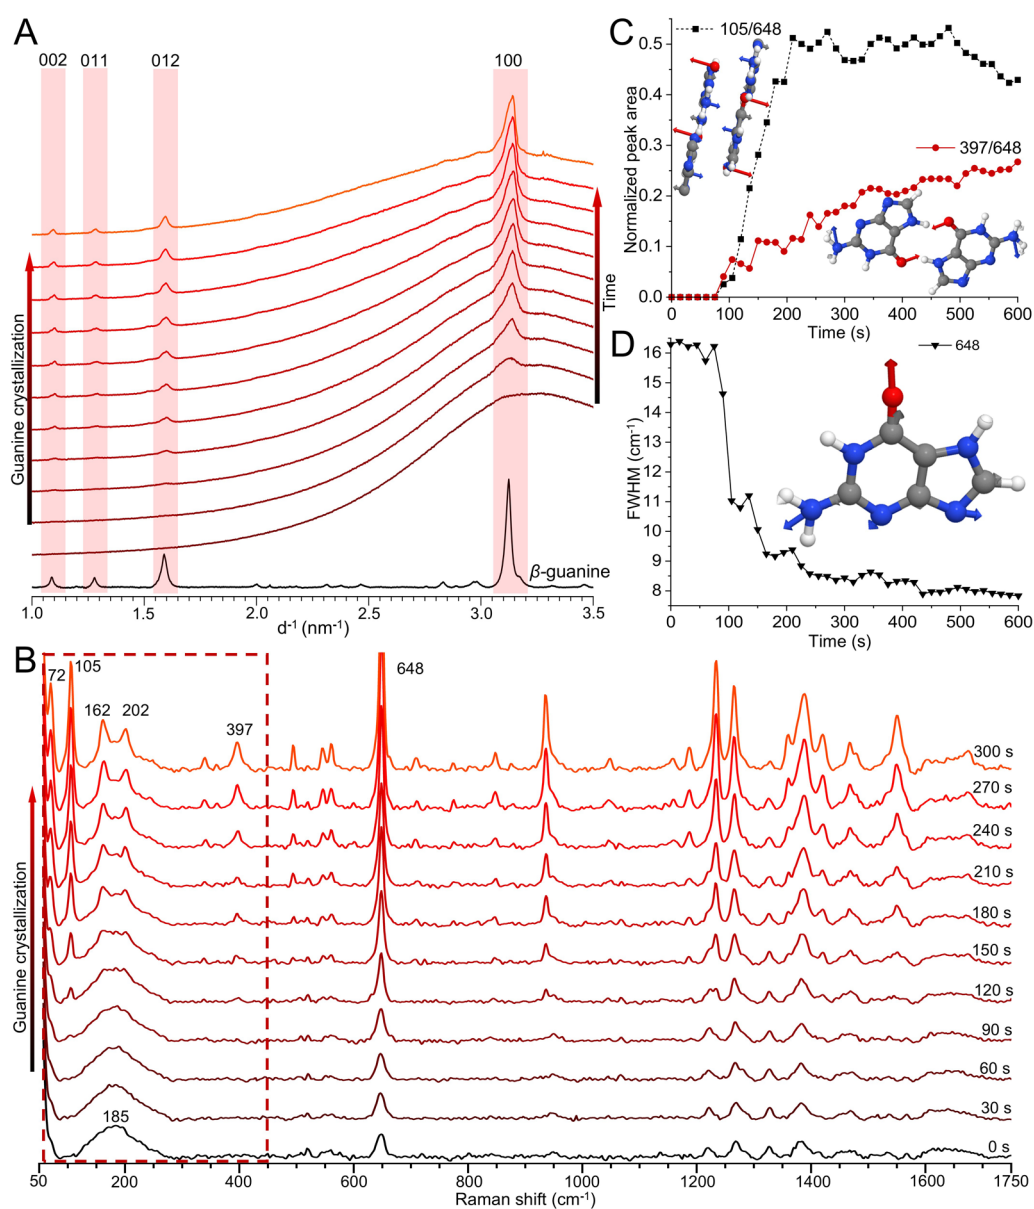 A
002 011 012 100
Guanine crystallization
Time
β-guanine
1.0 1.5 2.0 2.5 3.0 3.5
d⁻¹ (nm⁻¹)
C
105/648
397/648
Normalized peak area
0.5
0.4
0.3
0.2
0.1
0.0
0 100 200 300 400 500 600
Time (s)
D
648
FWHM (cm⁻¹)
16
15
14
13
12
11
10
9
8
0 100 200 300 400 500 600
Time (s)
B
72 105 162 202 397 648
185
Guanine crystallization
300 s
270 s
240 s
210 s
180 s
150 s
120 s
90 s
60 s
30 s
0 s
50 200 400 600 800 1000 1200 1400 1600 1750
Raman shift (cm⁻¹)